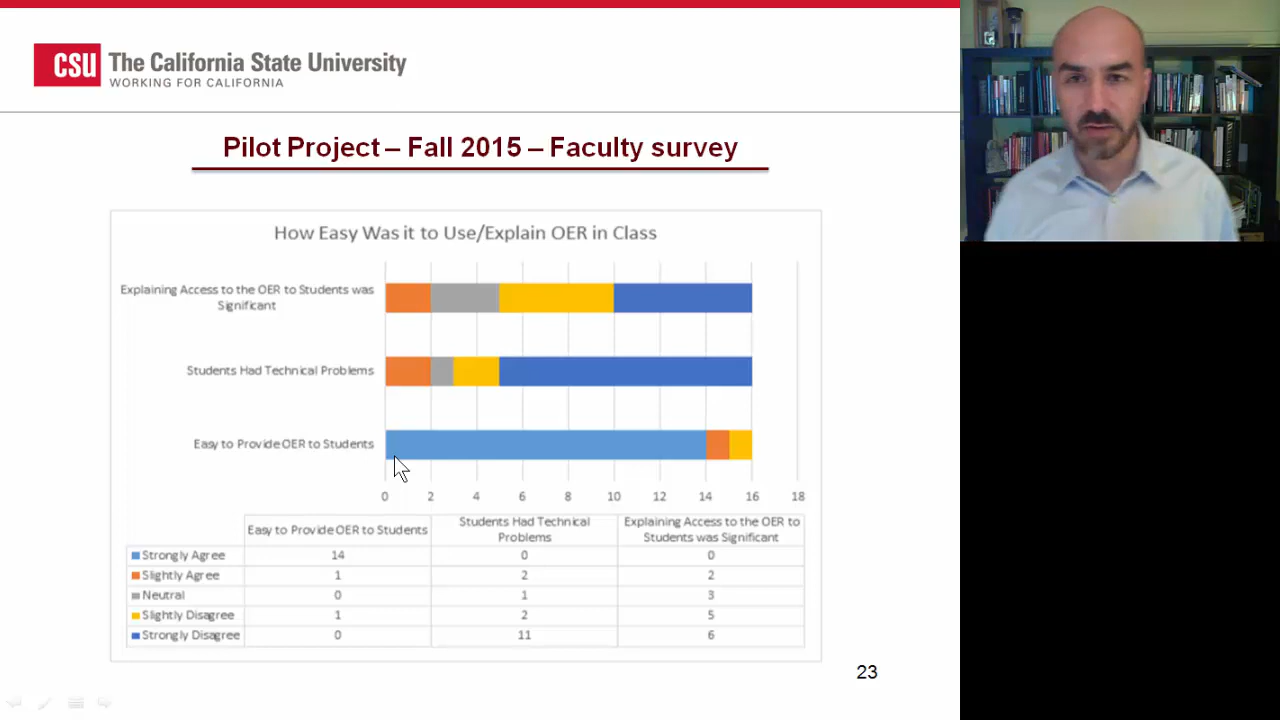 CSU The California State University
WORKING FOR CALIFORNIA
Pilot Project – Fall 2015 – Faculty survey
How Easy Was it to Use/Explain OER in Class
Explaining Access to the OER to Students was
Significant
Students Had Technical Problems
Easy to Provide OER to Students
0 2 4 6 8 10 12 14 16 18
Easy to Provide OER to Students Students Had Technical Problems Explaining Access to the OER to Students was Significant
Strongly Agree 14 0 0
Slightly Agree 1 2 2
Neutral 0 1 3
Slightly Disagree 1 2 5
Strongly Disagree 0 11 6
23